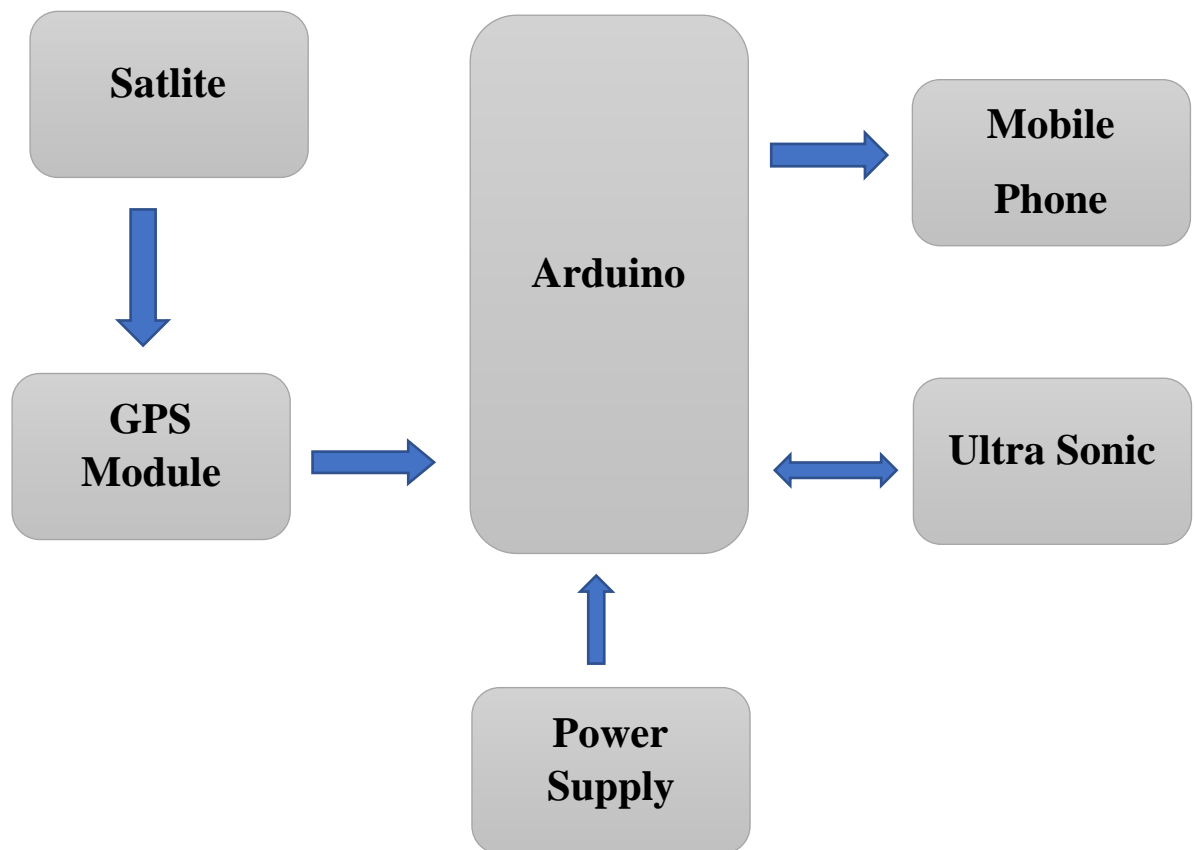 Satlite
Mobile
Phone
Arduino
GPS
Module
Ultra Sonic
Power
Supply